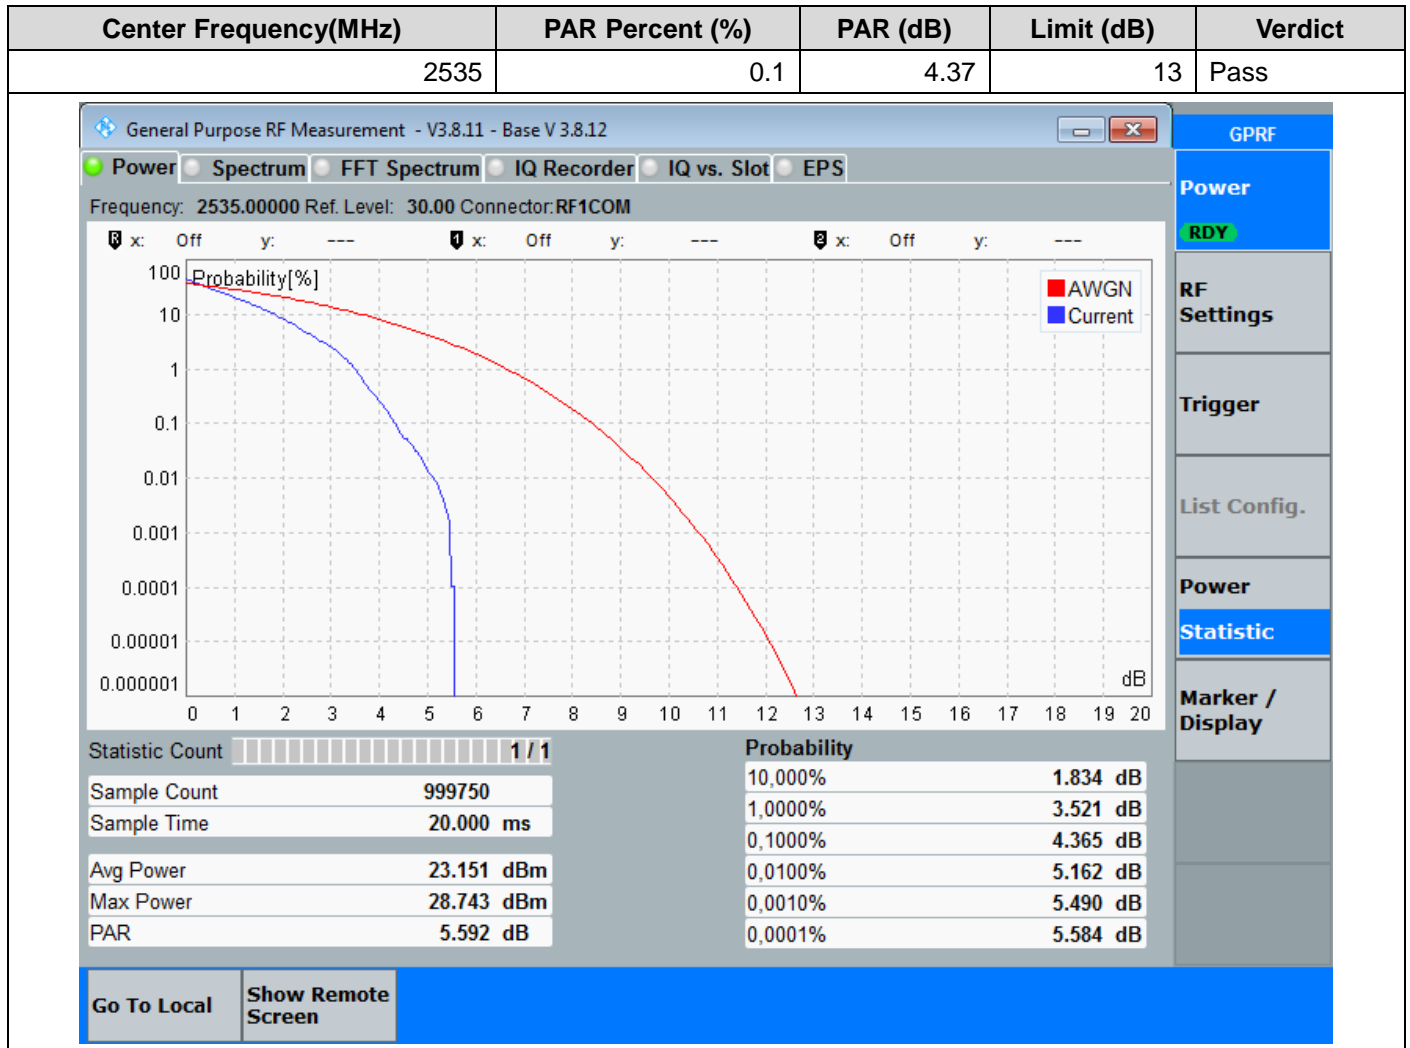 Center Frequency(MHz) PAR Percent (%) PAR (dB) Limit (dB) Verdict
2535 0.1 4.37 13 Pass
General Purpose RF Measurement - V3.8.11 - Base V 3.8.12
GPRF
Power Spectrum FFT Spectrum IQ Recorder IQ vs. Slot EPS
Frequency: 2535.00000 Ref. Level: 30.00 Connector: RF1COM
R x: Off y: --- 1 x: Off y: --- 2 x: Off y: ---
Probability[%]
100
10
1
0.1
0.01
0.001
0.0001
0.00001
0.000001
AWGN
Current
dB
0 1 2 3 4 5 6 7 8 9 10 11 12 13 14 15 16 17 18 19 20
Statistic Count 1 / 1
Sample Count 999750
Sample Time 20.000 ms
Avg Power 23.151 dBm
Max Power 28.743 dBm
PAR 5.592 dB
Probability
10,000% 1.834 dB
1,0000% 3.521 dB
0,1000% 4.365 dB
0,0100% 5.162 dB
0,0010% 5.490 dB
0,0001% 5.584 dB
Power
RDY
RF
Settings
Trigger
List Config.
Power
Statistic
Marker /
Display
Go To Local
Show Remote
Screen